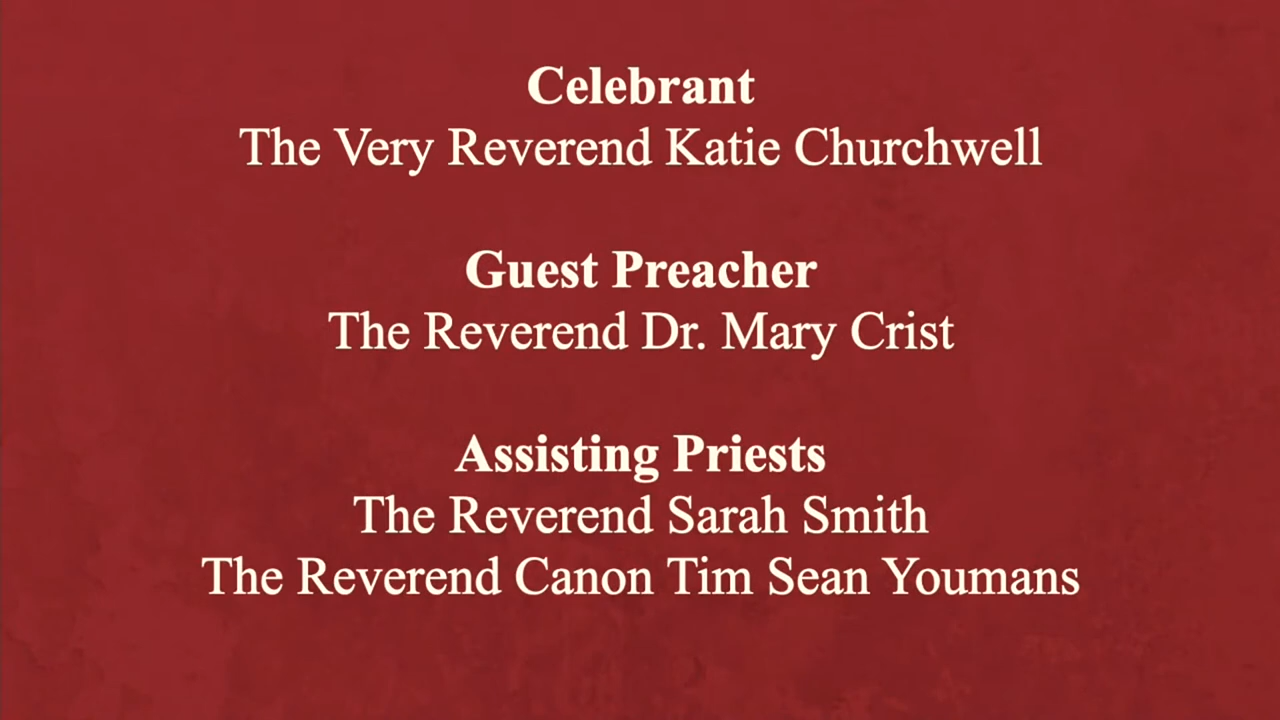 Celebrant
The Very Reverend Katie Churchwell
Guest Preacher
The Reverend Dr. Mary Crist
Assisting Priests
The Reverend Sarah Smith
The Reverend Canon Tim Sean Youmans